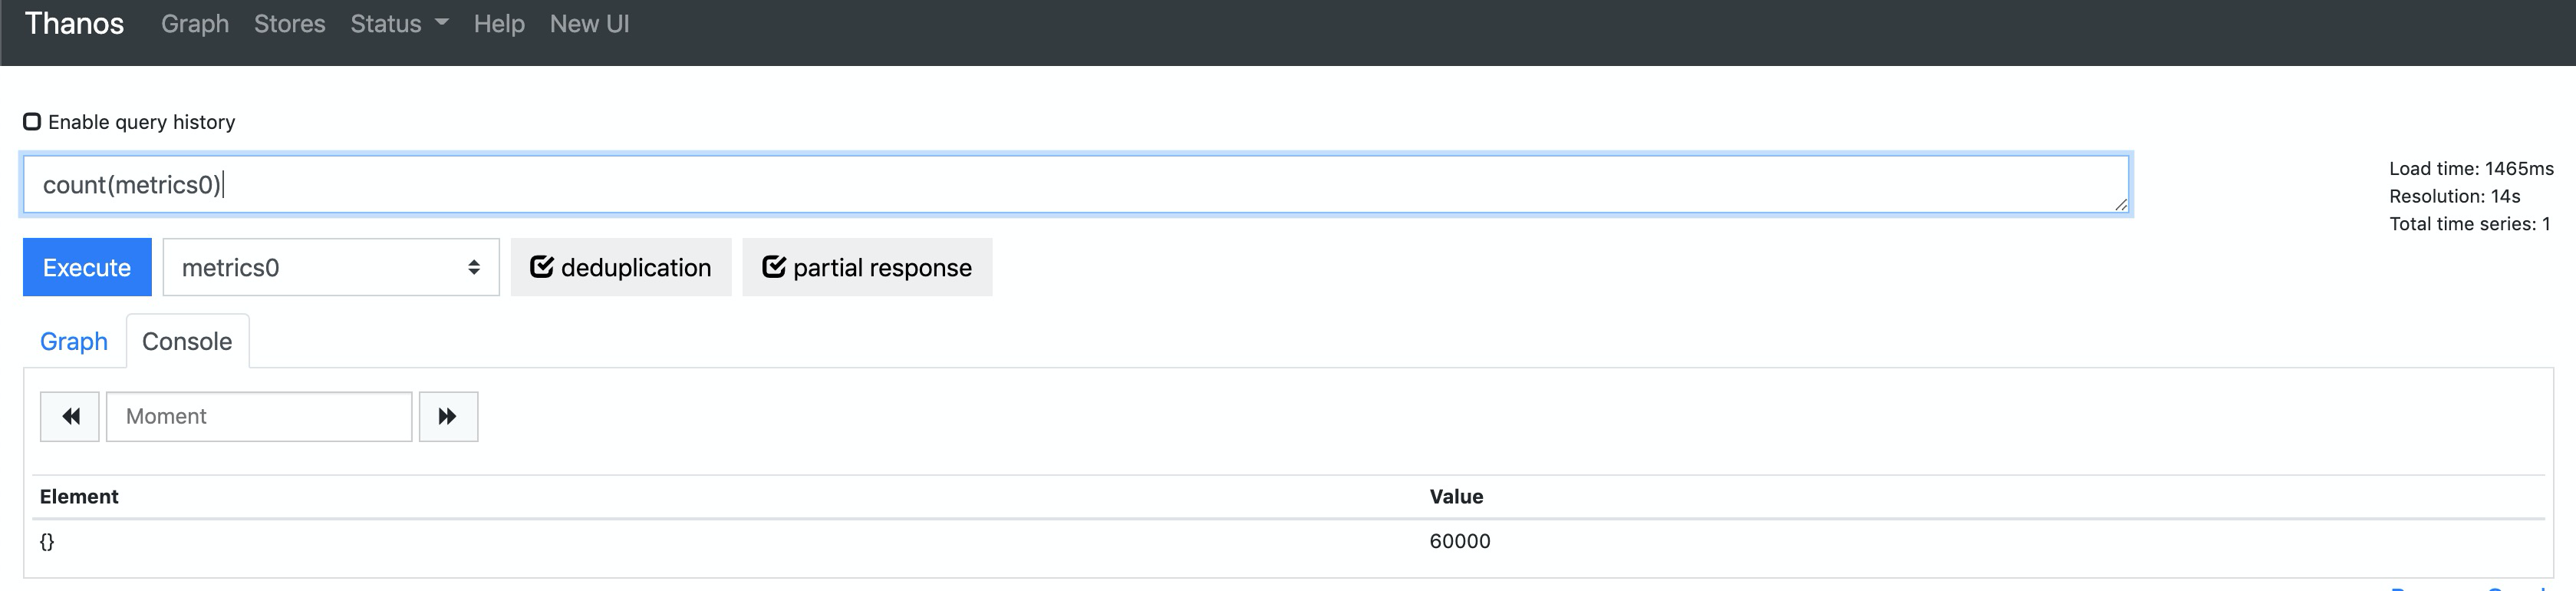 Thanos Graph Stores Status Help New UI
Enable query history
count(metrics0)
Load time: 1465ms
Resolution: 14s
Total time series: 1
Execute metrics0 deduplication partial response
Graph Console
Moment
Element Value
{} 60000